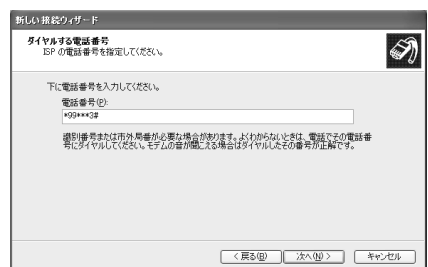 新しい接続ウィザード
ダイヤルする電話番号
ISP の電話番号を指定してください。
下に電話番号を入力してください。
電話番号(P):
*99***3#
識別番号または市外局番が必要な場合があります。よくわからないときは、電話でその電話番
号にダイヤルしてください。モデムの音が聞こえる場合はダイヤルしたその番号が正解です。
< 戻る(B)
次へ(N) >
キャンセル